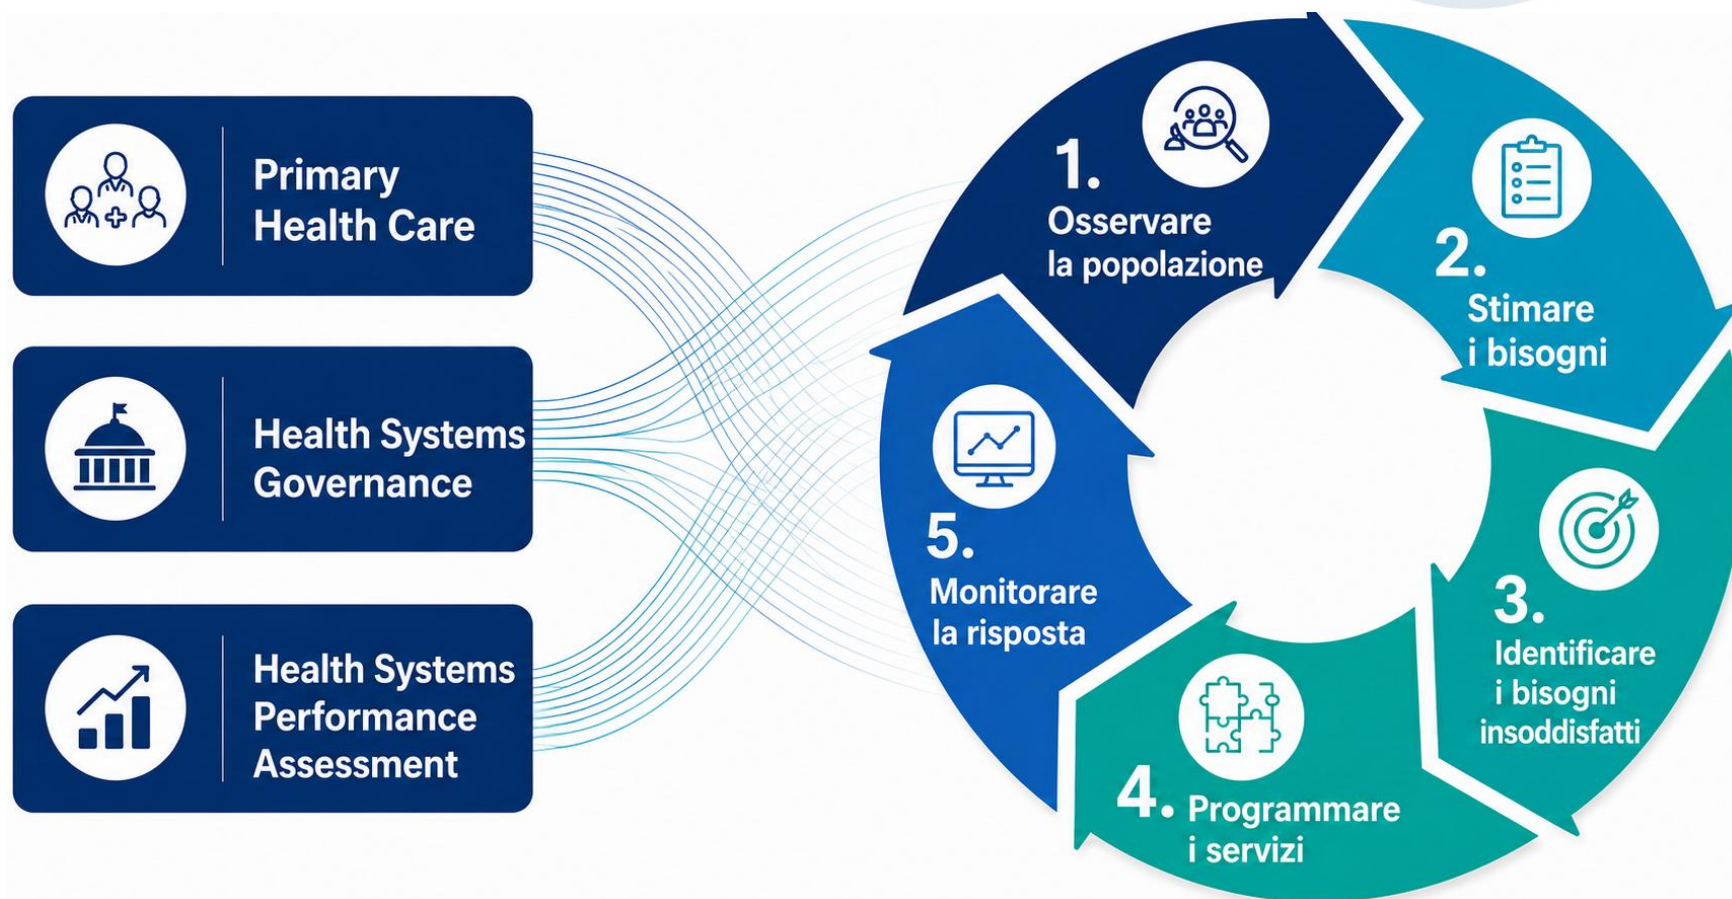 Primary
Health Care
Health Systems
Governance
Health Systems
Performance
Assessment
1.
Osservare
la popolazione
2.
Stimare
i bisogni
3.
Identificare
i bisogni
insoddisfatti
4. Programmare
i servizi
5.
Monitorare
la risposta